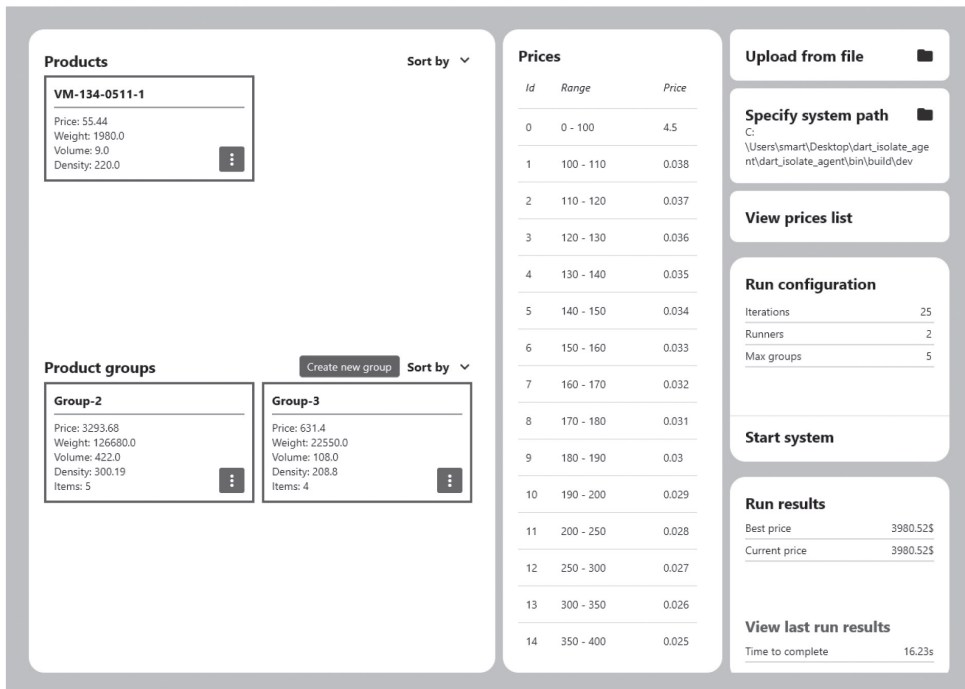 Products
Sort by
VM-134-0511-1
Price: 55.44
Weight: 1980.0
Volume: 9.0
Density: 220.0
Product groups
Create new group
Sort by
Group-2
Price: 3293.68
Weight: 126680.0
Volume: 422.0
Density: 300.19
Items: 5
Group-3
Price: 631.4
Weight: 22550.0
Volume: 108.0
Density: 208.8
Items: 4
Prices
Id Range Price
0 0 - 100 4.5
1 100 - 110 0.038
2 110 - 120 0.037
3 120 - 130 0.036
4 130 - 140 0.035
5 140 - 150 0.034
6 150 - 160 0.033
7 160 - 170 0.032
8 170 - 180 0.031
9 180 - 190 0.03
10 190 - 200 0.029
11 200 - 250 0.028
12 250 - 300 0.027
13 300 - 350 0.026
14 350 - 400 0.025
Upload from file
Specify system path
C:
\Users\smart\Desktop\dart_isolate_age
nt\dart_isolate_agent\bin\build\dev
View prices list
Run configuration
Iterations 25
Runners 2
Max groups 5
Start system
Run results
Best price 3980.52$
Current price 3980.52$
View last run results
Time to complete 16.23s